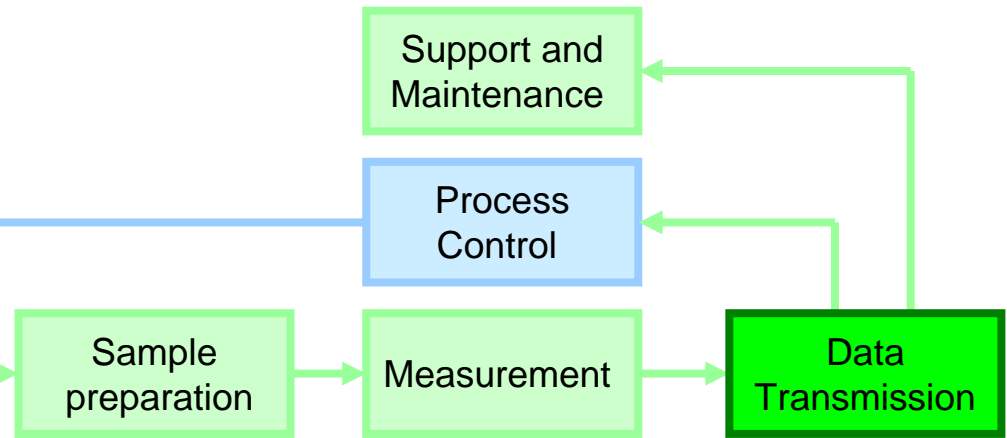 Support and
Maintenance
Process
Control
Sample
preparation
Measurement
Data
Transmission